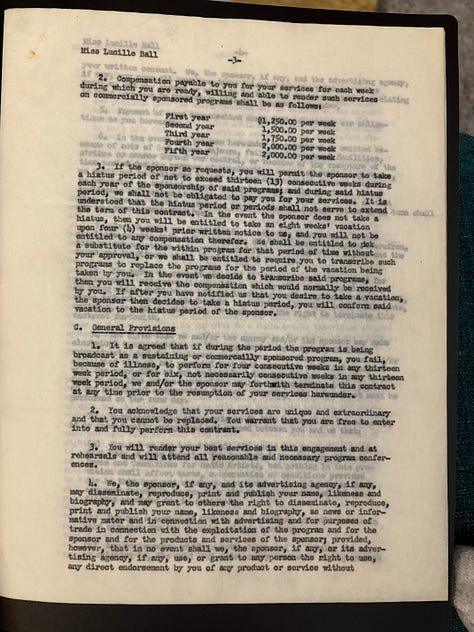 Miss Lucille Ball
-3-
2. Compensation payable to you for your services for each week
during which you are ready, willing and able to render such services
on commercially sponsored programs shall be as follows:
First year $1,250.00 per week
Second year 1,500.00 per week
Third year 1,750.00 per week
Fourth year 2,000.00 per week
Fifth year 2,000.00 per week
3. If the sponsor so requests, you will permit the sponsor to take
a hiatus period of not to exceed thirteen (13) consecutive weeks during
each year of the sponsorship of said programs; and during said hiatus
period, we shall not be obligated to pay you for your services. It is
understood that the hiatus period or periods shall not serve to extend
the term of this contract. In the event the sponsor does not take a
hiatus, then you will be entitled to take an eight weeks' vacation
upon four (4) weeks' prior written notice to us, and you will not be
entitled to any compensation therefor. We shall be entitled to pick
a substitute for the within program for that period of time without
your approval, or we shall be entitled to require you to transcribe such
programs to replace the programs for the period of the vacation being
taken by you. In the event we decide to transcribe said programs,
then you will receive the compensation which would normally be received
by you. If after you have notified us that you desire to take a vacation,
the sponsor then decides to take a hiatus period, you will conform said
vacation to the hiatus period of the sponsor.
G. General Provisions
1. It is agreed that if during the period the program is being
broadcast as a sustaining or commercially sponsored program, you fail,
because of illness, to perform for four consecutive weeks in any thirteen
week period, or for six, not necessarily consecutive weeks in any thirteen
week period, we and/or the sponsor may forthwith terminate this contract
at any time prior to the resumption of your services hereunder.
2. You acknowledge that your services are unique and extraordinary
and that you cannot be replaced. You warrant that you are free to enter
into and fully perform this contract.
3. You will render your best services in this engagement and at
rehearsals and will attend all reasonable and necessary program confer-
ences.
4. We, the sponsor, if any, and its advertising agency, if any,
may disseminate, reproduce, print and publish your name, likeness and
biography, and may grant to others the right to disseminate, reproduce,
print and publish your name, likeness and biography, as news or infor-
mative mater and in connection with advertising and for purposes of
trade in connection with the exploitation of the program and for the
sponsor and for the products and services of the sponsor; provided,
however, that in no event shall we, the sponsor, if any, or its adver-
tising agency, if any, use, or grant to any person the right to use,
any direct endorsement by you of any product or service without